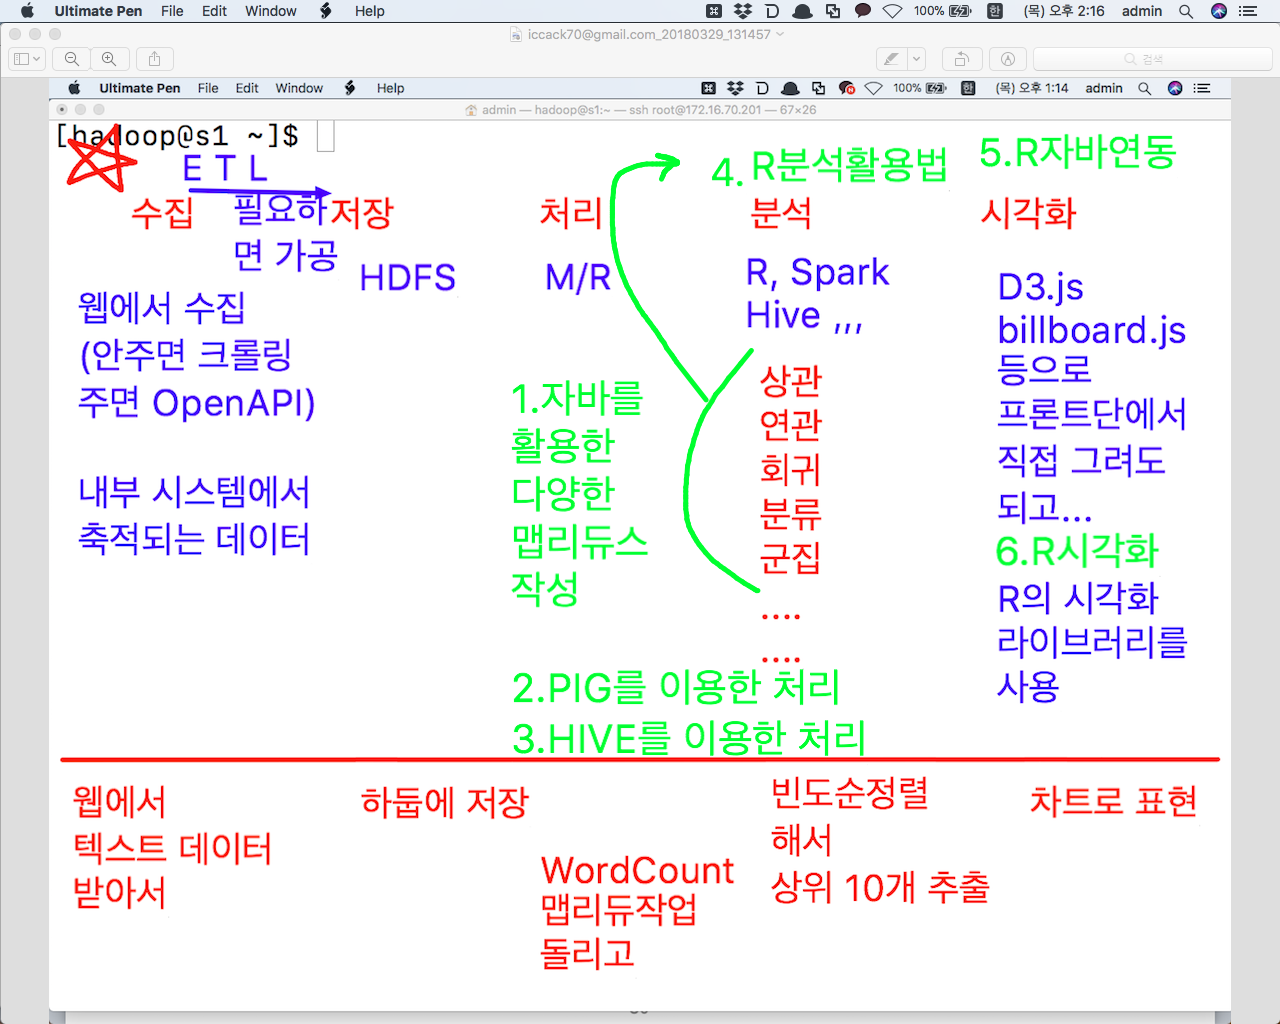 Ultimate Pen File Edit Window Help 100% 한 (목) 오후 2:16 admin
iccack70@gmail.com_20180329_131457
검색
Ultimate Pen File Edit Window Help 100% 한 (목) 오후 1:14 admin
admin — hadoop@s1:~ — ssh root@172.16.70.201 — 67×26
[hadoop@s1 ~]$
E T L
4. R분석활용법
5.R자바연동
수집
필요하
면 가공
저장
처리
분석
시각화
HDFS
M/R
R, Spark
Hive ,,,
D3.js
billboard.js
등으로
프론트단에서
직접 그려도
되고...
6.R시각화
R의 시각화
라이브러리를
사용
웹에서 수집
(안주면 크롤링
주면 OpenAPI)
내부 시스템에서
축적되는 데이터
1.자바를
활용한
다양한
맵리듀스
작성
상관
연관
회귀
분류
군집
....
....
2.PIG를 이용한 처리
3.HIVE를 이용한 처리
웹에서
텍스트 데이터
받아서
하둡에 저장
WordCount
맵리듀작업
돌리고
빈도순정렬
해서
상위 10개 추출
차트로 표현